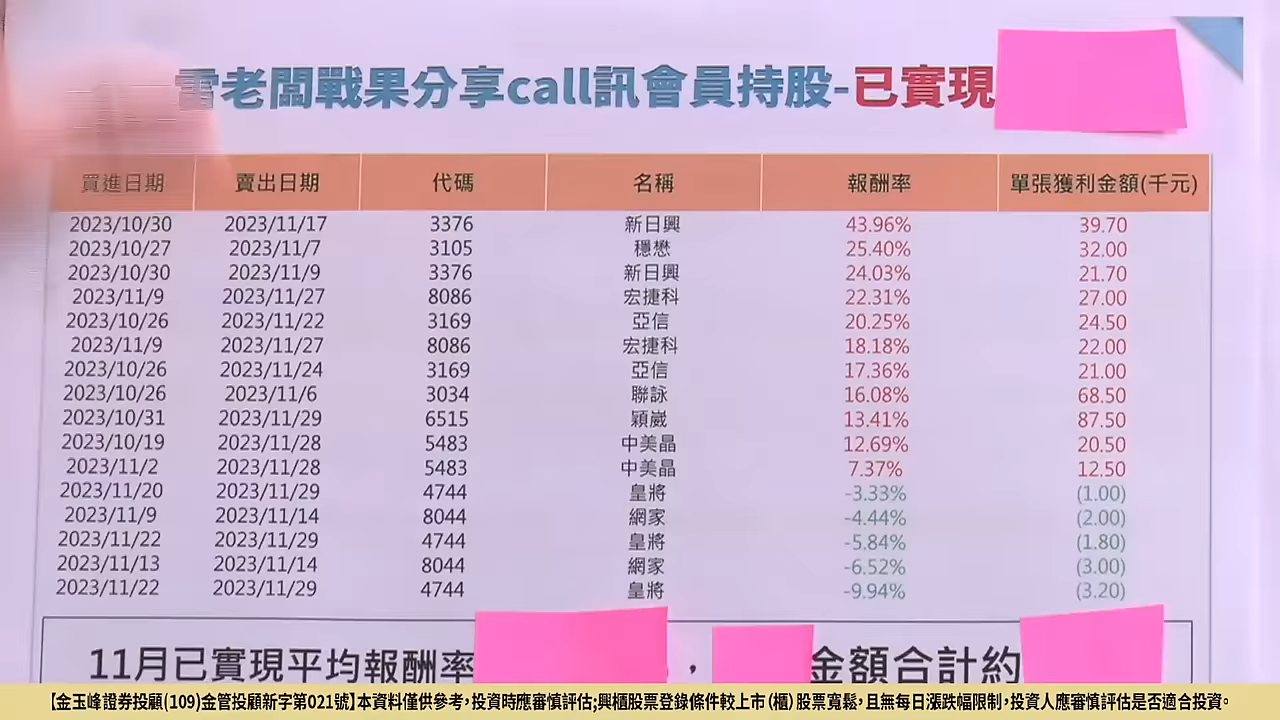 雷老闆戰果分享call訊會員持股-已實現
買進日期 賣出日期 代碼 名稱 報酬率 單張獲利金額(千元)
2023/10/30 2023/11/17 3376 新日興 43.96% 39.70
2023/10/27 2023/11/7 3105 穩懋 25.40% 32.00
2023/10/30 2023/11/9 3376 新日興 24.03% 21.70
2023/11/9 2023/11/27 8086 宏捷科 22.31% 27.00
2023/10/26 2023/11/22 3169 亞信 20.25% 24.50
2023/11/9 2023/11/27 8086 宏捷科 18.18% 22.00
2023/10/26 2023/11/24 3169 亞信 17.36% 21.00
2023/10/26 2023/11/6 3034 聯詠 16.08% 68.50
2023/10/31 2023/11/29 6515 穎崴 13.41% 87.50
2023/10/19 2023/11/28 5483 中美晶 12.69% 20.50
2023/11/2 2023/11/28 5483 中美晶 7.37% 12.50
2023/11/20 2023/11/29 4744 皇將 -3.33% (1.00)
2023/11/9 2023/11/14 8044 網家 -4.44% (2.00)
2023/11/22 2023/11/29 4744 皇將 -5.84% (1.80)
2023/11/13 2023/11/14 8044 網家 -6.52% (3.00)
2023/11/22 2023/11/29 4744 皇將 -9.94% (3.20)
11月已實現平均報酬率 , 金額合計約
【金玉峰證券投顧(109)金管投顧新字第021號】本資料僅供參考,投資時應審慎評估;興櫃股票登錄條件較上市(櫃)股票寬鬆,且無每日漲跌幅限制,投資人應審慎評估是否適合投資。